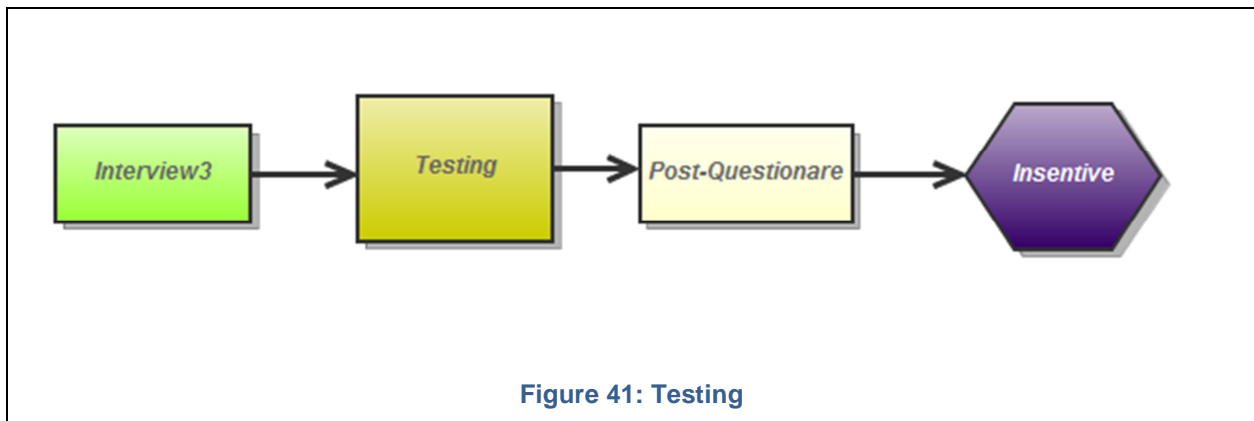 Interview3
Testing
Post-Questionare
Insentive
Figure 41: Testing